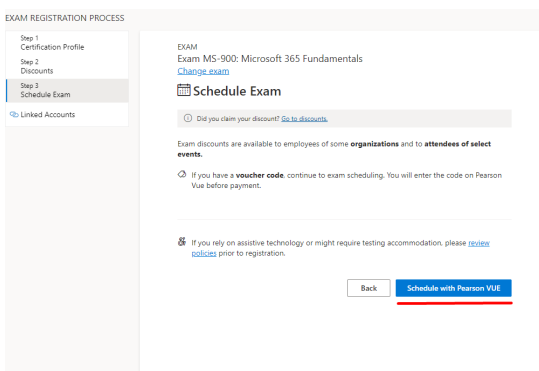 EXAM REGISTRATION PROCESS
Step 1
Certification Profile
Step 2
Discounts
Step 3
Schedule Exam
Linked Accounts
EXAM
Exam MS-900: Microsoft 365 Fundamentals
Change exam
Schedule Exam
Did you claim your discount? Go to discounts.
Exam discounts are available to employees of some organizations and to attendees of select
events.
If you have a voucher code, continue to exam scheduling. You will enter the code on Pearson
Vue before payment.
If you rely on assistive technology or might require testing accommodation, please review
policies prior to registration.
Back
Schedule with Pearson VUE